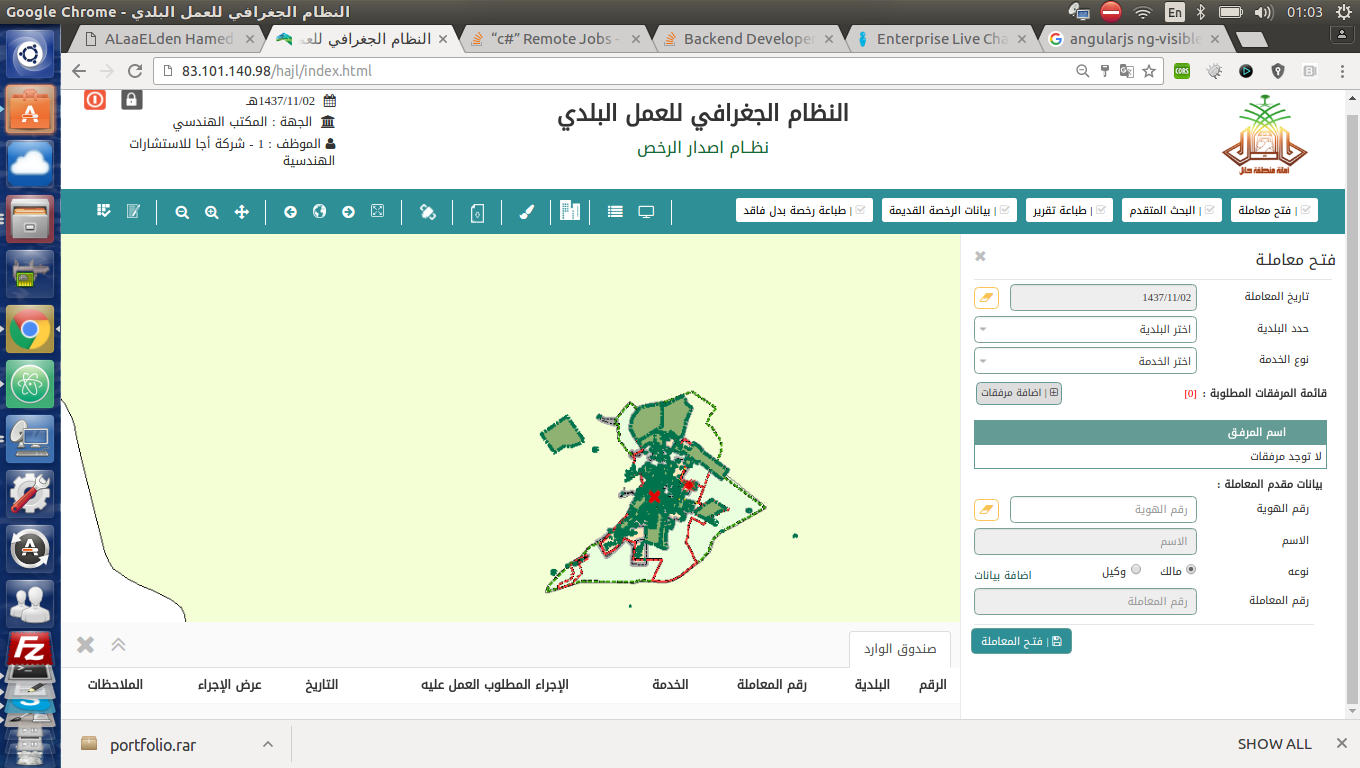 Google Chrome - النظام الجغرافي للعمل البلدي
En
01:03
ALaaELden Hamed
النظام الجغرافي للعـ
“c#” Remote Jobs -
Backend Developer
Enterprise Live Cha
angularjs ng-visible
83.101.140.98/hajl/index.html
CORS
أمانة منطقة حائل
النظام الجغرافي للعمل البلدي
نظـام اصدار الرخص
1437/11/02هـ
الجهة : المكتب الهندسي
الموظف : 1 - شركة أجا للاستشارات
الهندسية
فتح معاملة
البحث المتقدم
طباعة تقرير
بيانات الرخصة القديمة
طباعة رخصة بدل فاقد
فتـح معاملـة
تاريخ المعاملة
1437/11/02
حدد البلدية
اختر البلدية
نوع الخدمة
اختر الخدمة
قائمة المرفقات المطلوبة : [0]
| اضافة مرفقات
اسم المرفـق
لا توجد مرفقات
بيانات مقدم المعاملة :
رقم الهوية
رقم الهوية
الاسم
الاسم
نوعه
مالك
وكيل
اضافة بيانات
رقم المعاملة
رقم المعاملة
| فتـح المعاملة
صندوق الوارد
الرقم
البلدية
رقم المعاملة
الخدمة
الإجراء المطلوب العمل عليه
التاريخ
عرض الإجراء
الملاحظات
portfolio.rar
SHOW ALL